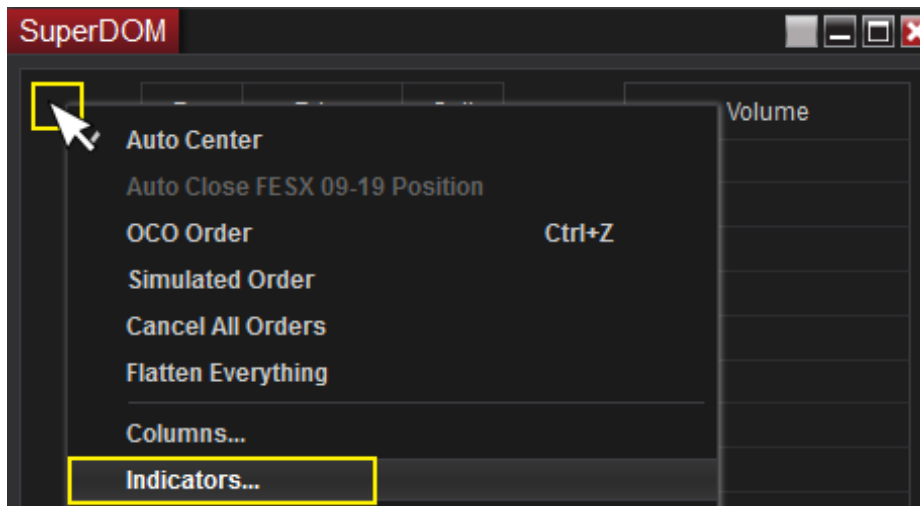 SuperDOM
Volume
Auto Center
Auto Close FESX 09-19 Position
OCO Order Ctrl+Z
Simulated Order
Cancel All Orders
Flatten Everything
Columns...
Indicators...